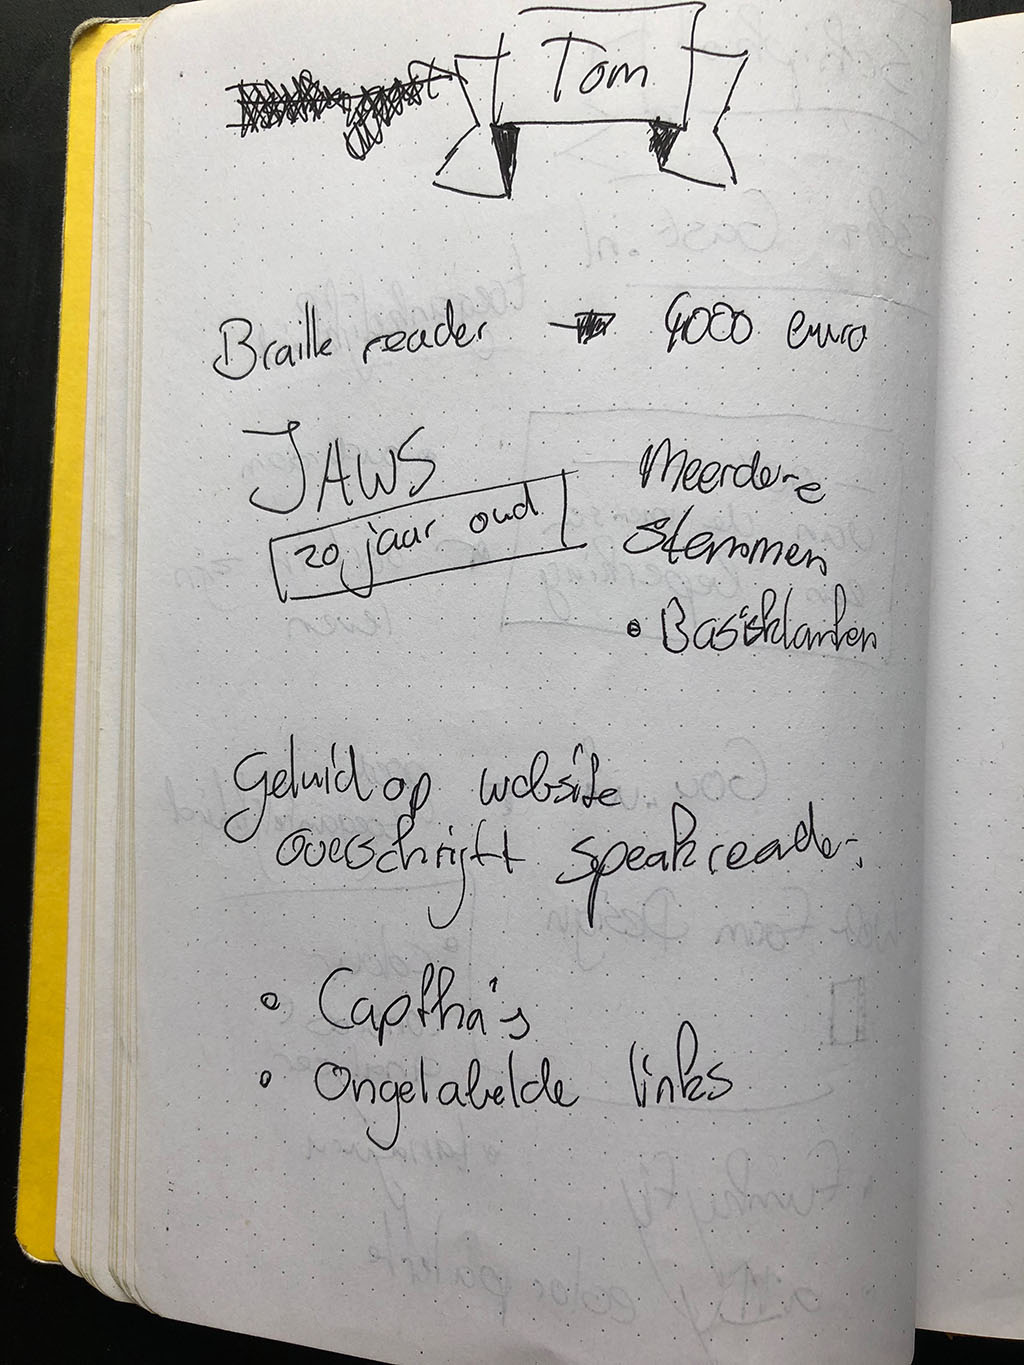 Tom
Braille reader → 4000 euro
JAWS
20 jaar oud
Meerdere
stemmen
• Basisklanken
Geluid op website
overschrijft speakreader.
• Captha's
• Ongelabelde links